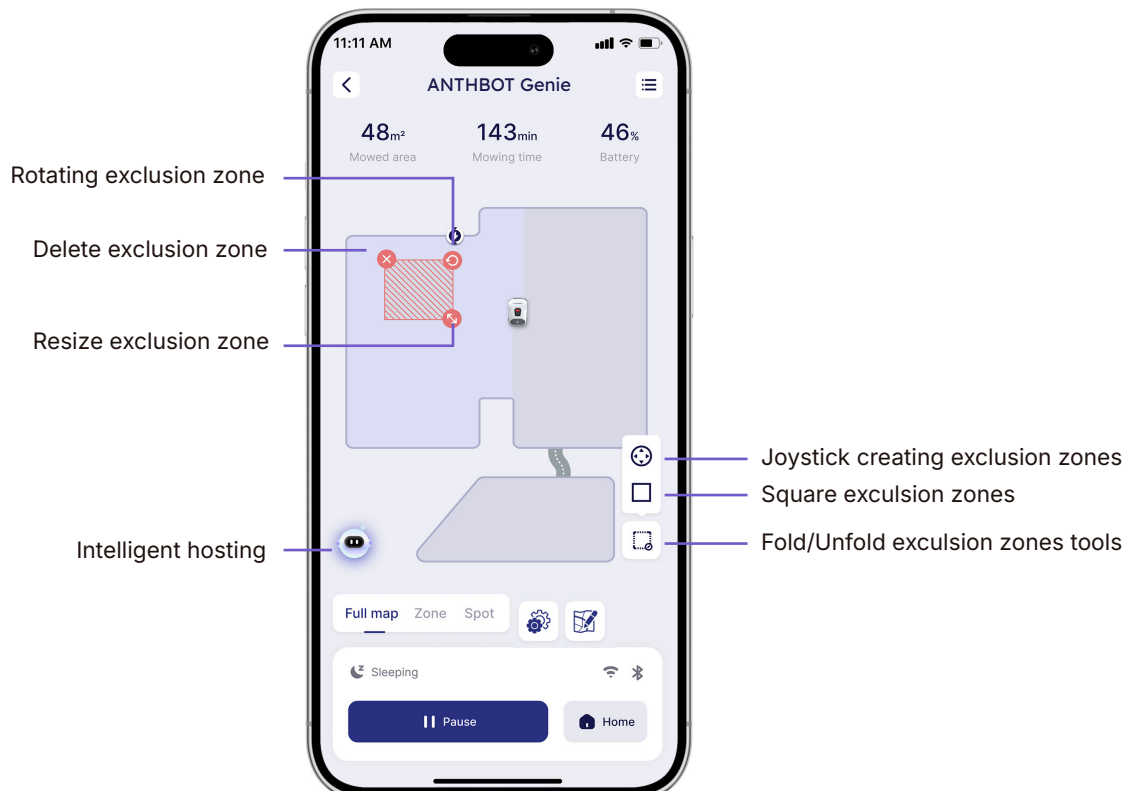 11:11 AM
ANTHBOT Genie
48m² 143min 46%
Mowed area Mowing time Battery
Rotating exclusion zone
Delete exclusion zone
Resize exclusion zone
Joystick creating exclusion zones
Square exculsion zones
Intelligent hosting
Fold/Unfold exculsion zones tools
Full map Zone Spot
Sleeping
Pause Home